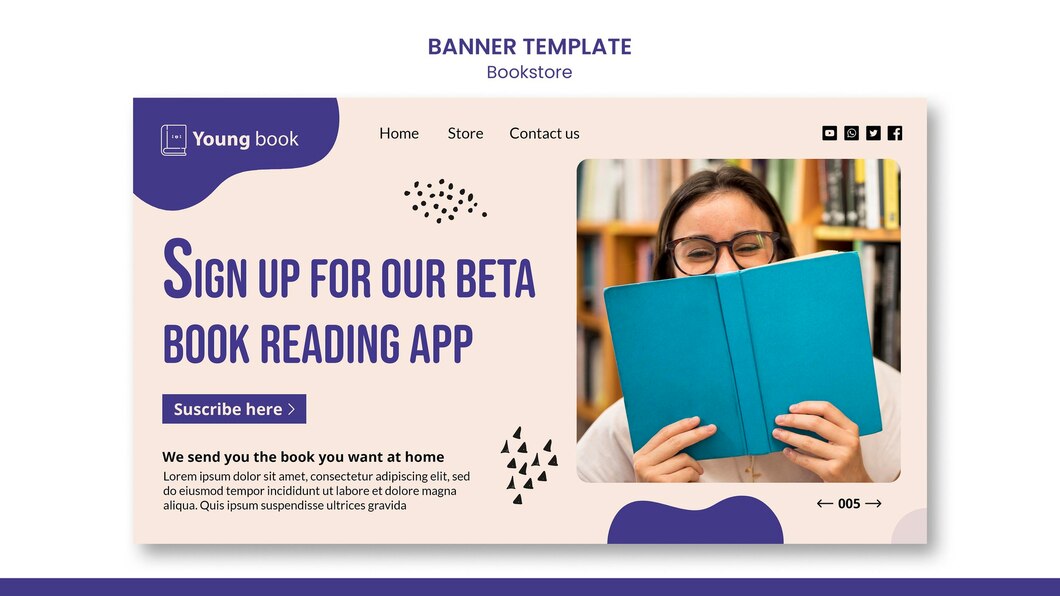 BANNER TEMPLATE
Bookstore
Young book
Home Store Contact us
SIGN UP FOR OUR BETA
BOOK READING APP
Suscribe here
We send you the book you want at home
Lorem ipsum dolor sit amet, consectetur adipiscing elit, sed
do eiusmod tempor incididunt ut labore et dolore magna
aliqua. Quis ipsum suspendisse ultrices gravida
005